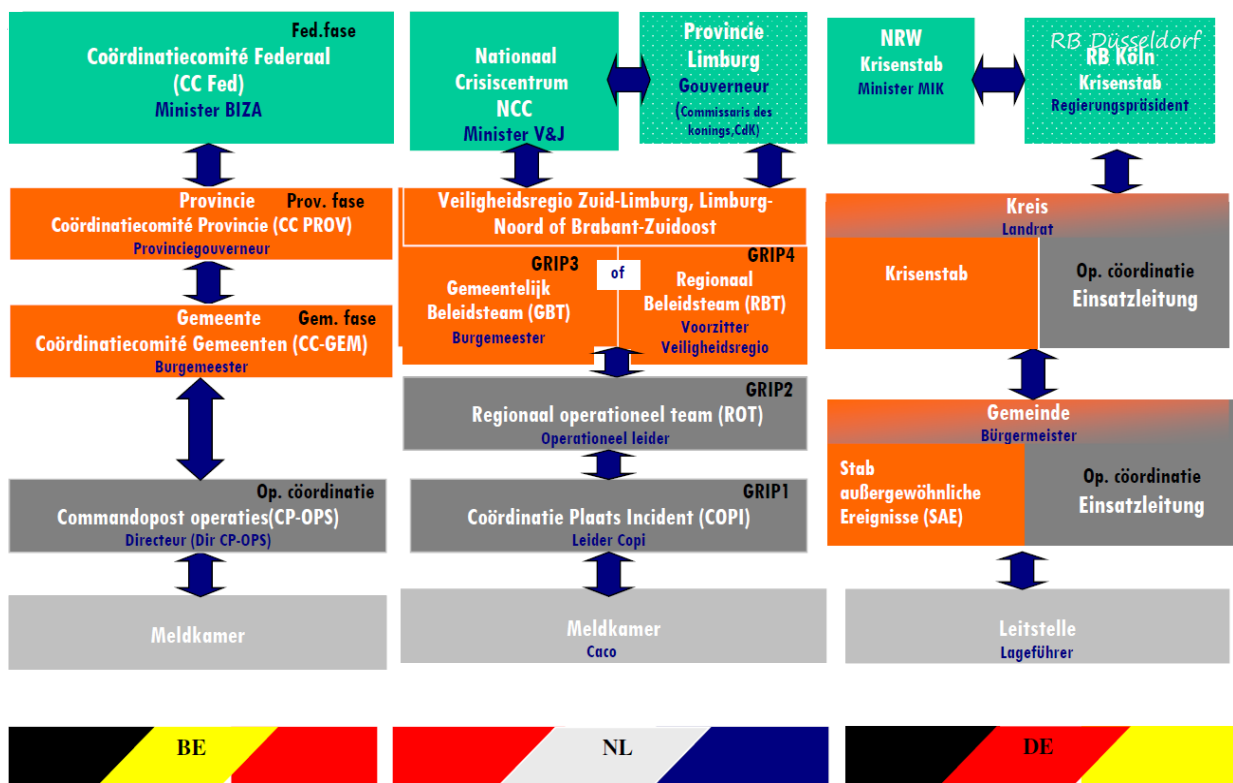 Fed.fase
Coördinatiecomité Federaal
(CC Fed)
Minister BIZA
Provincie
Prov. fase
Coördinatiecomité Provincie (CC PROV)
Provinciegouverneur
Gemeente
Gem. fase
Coördinatiecomité Gemeenten (CC-GEM)
Burgemeester
Op. cöordinatie
Commandopost operaties(CP-OPS)
Directeur (Dir CP-OPS)
Meldkamer
BE
Nationaal
Crisiscentrum
NCC
Minister V&J
Provincie
Limburg
Gouverneur
(Commissaris des
konings,CdK)
Veiligheidsregio Zuid-Limburg, Limburg-
Noord of Brabant-Zuidoost
GRIP3
Gemeentelijk
Beleidsteam (GBT)
Burgemeester
of
GRIP4
Regionaal
Beleidsteam (RBT)
Voorzitter
Veiligheidsregio
GRIP2
Regionaal operationeel team (ROT)
Operationeel leider
GRIP1
Coördinatie Plaats Incident (COPI)
Leider Copi
Meldkamer
Caco
NL
NRW
Krisenstab
Minister MIK
RB Düsseldorf
RB Köln
Krisenstab
Regierungspräsident
Kreis
Landrat
Krisenstab
Op. cöordinatie
Einsatzleitung
Gemeinde
Bürgermeister
Stab
außergewöhnliche
Ereignisse (SAE)
Op. cöordinatie
Einsatzleitung
Leitstelle
Lageführer
DE